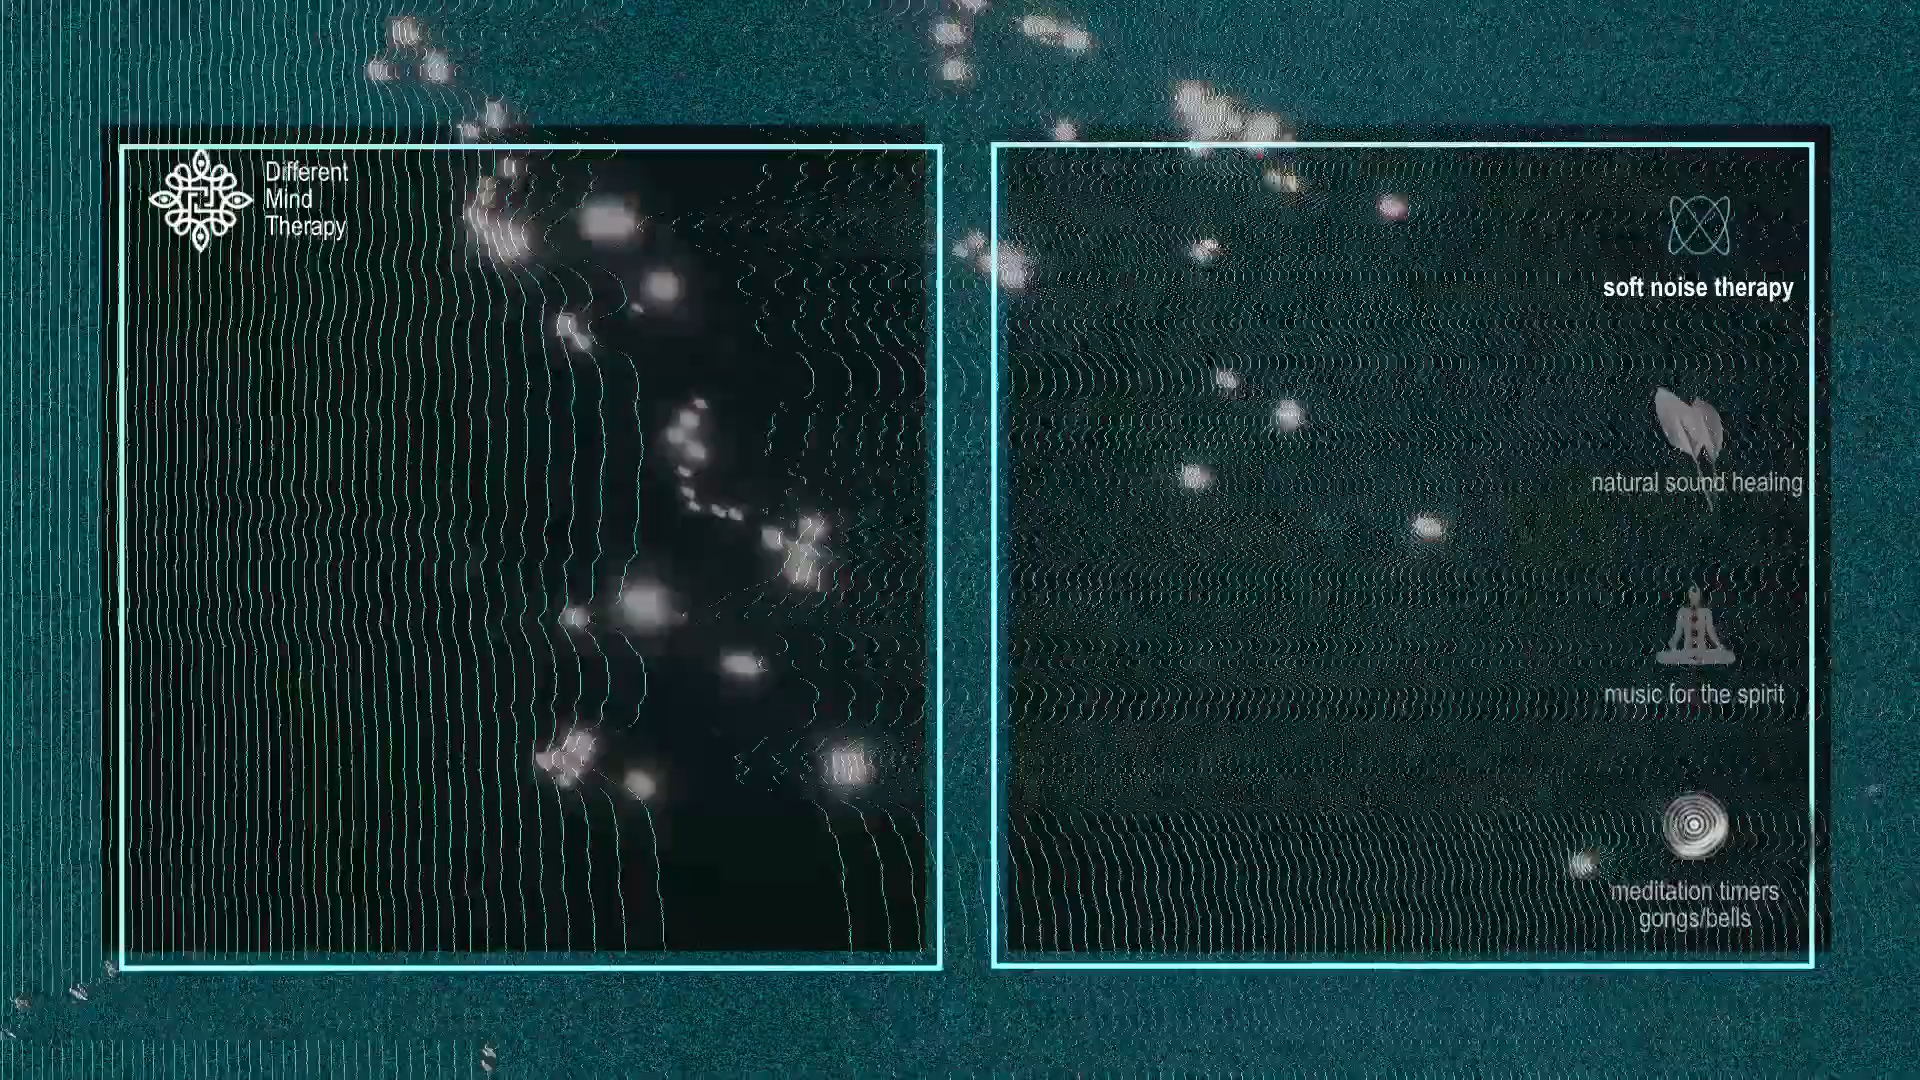 Different
Mind
Therapy
soft noise therapy
natural sound healing
music for the spirit
meditation timers
gongs/bells